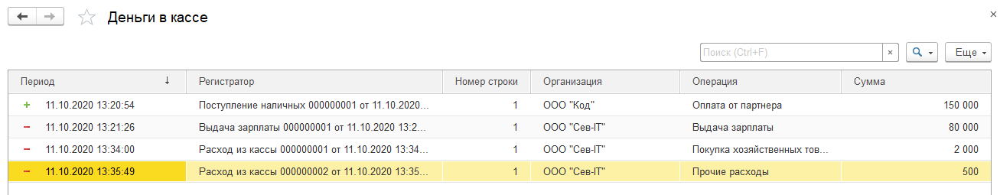 Деньги в кассе
Поиск (Ctrl+F) Еще
Период Регистратор Номер строки Организация Операция Сумма
11.10.2020 13:20:54 Поступление наличных 000000001 от 11.10.2020... 1 ООО "Код" Оплата от партнера 150 000
11.10.2020 13:21:26 Выдача зарплаты 000000001 от 11.10.2020 13:2... 1 ООО "Сев-IT" Выдача зарплаты 80 000
11.10.2020 13:34:00 Расход из кассы 000000001 от 11.10.2020 13:34... 1 ООО "Сев-IT" Покупка хозяйственных тов... 2 000
11.10.2020 13:35:49 Расход из кассы 000000002 от 11.10.2020 13:35... 1 ООО "Сев-IT" Прочие расходы 500